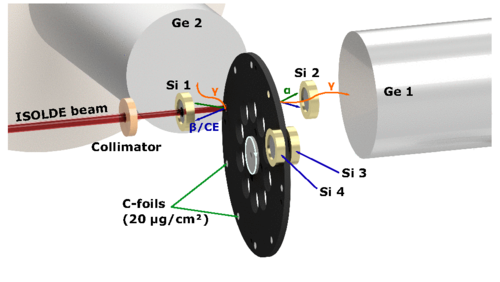 Ge 2
Si 1
γ
α
Si 2
γ
Ge 1
ISOLDE beam
β/CE
Collimator
Si 3
Si 4
C-foils
(20 µg/cm²)